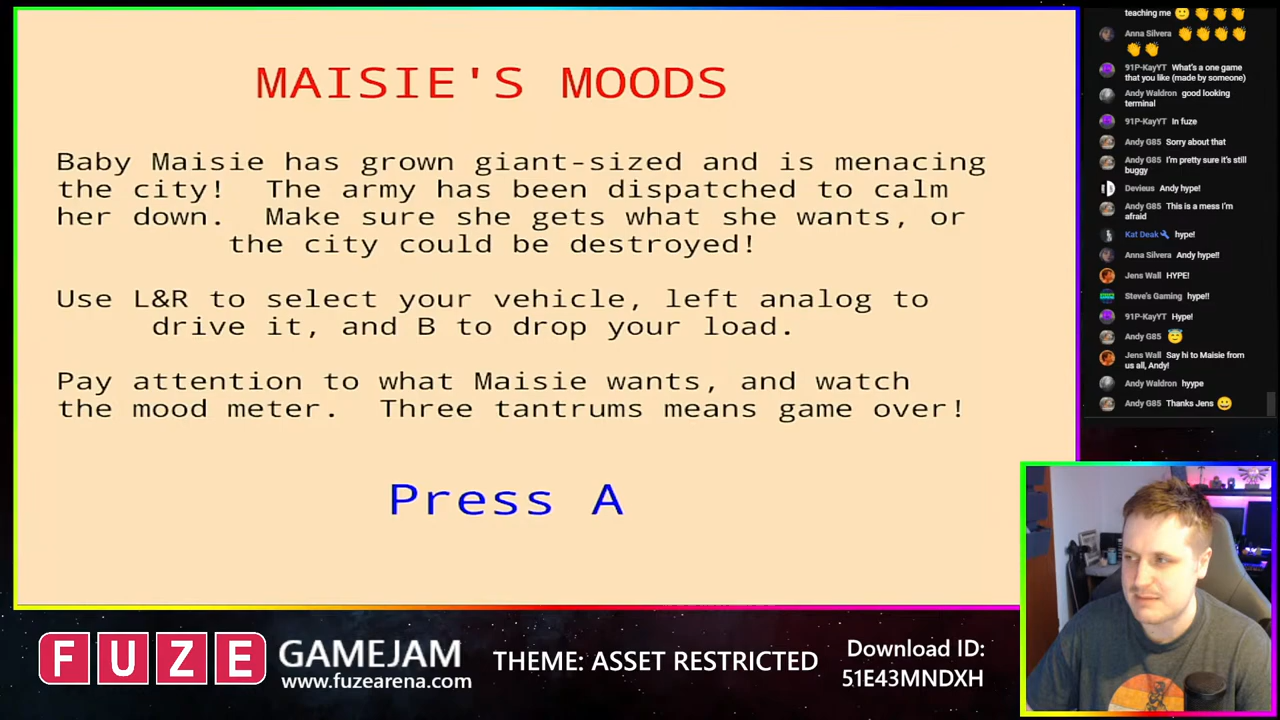 MAISIE'S MOODS
Baby Maisie has grown giant-sized and is menacing
the city!  The army has been dispatched to calm
her down.  Make sure she gets what she wants, or
the city could be destroyed!
Use L&R to select your vehicle, left analog to
drive it, and B to drop your load.
Pay attention to what Maisie wants, and watch
the mood meter.  Three tantrums means game over!
Press A
teaching me
Anna Silvera
91P-KayYT What's a one game
that you like (made by someone)
Andy Waldron good looking
terminal
91P-KayYT In fuze
Andy G85 Sorry about that
Andy G85 I'm pretty sure it's still
buggy
Devieus Andy hype!
Andy G85 This is a mess I'm
afraid
Kat Deak hype!
Anna Silvera Andy hype!!
Jens Wall HYPE!
Steve's Gaming hype!!
91P-KayYT Hype!
Andy G85
Jens Wall Say hi to Maisie from
us all, Andy!
Andy Waldron hyype
Andy G85 Thanks Jens
FUZE GAMEJAM
www.fuzearena.com
THEME: ASSET RESTRICTED
Download ID:
51E43MNDXH